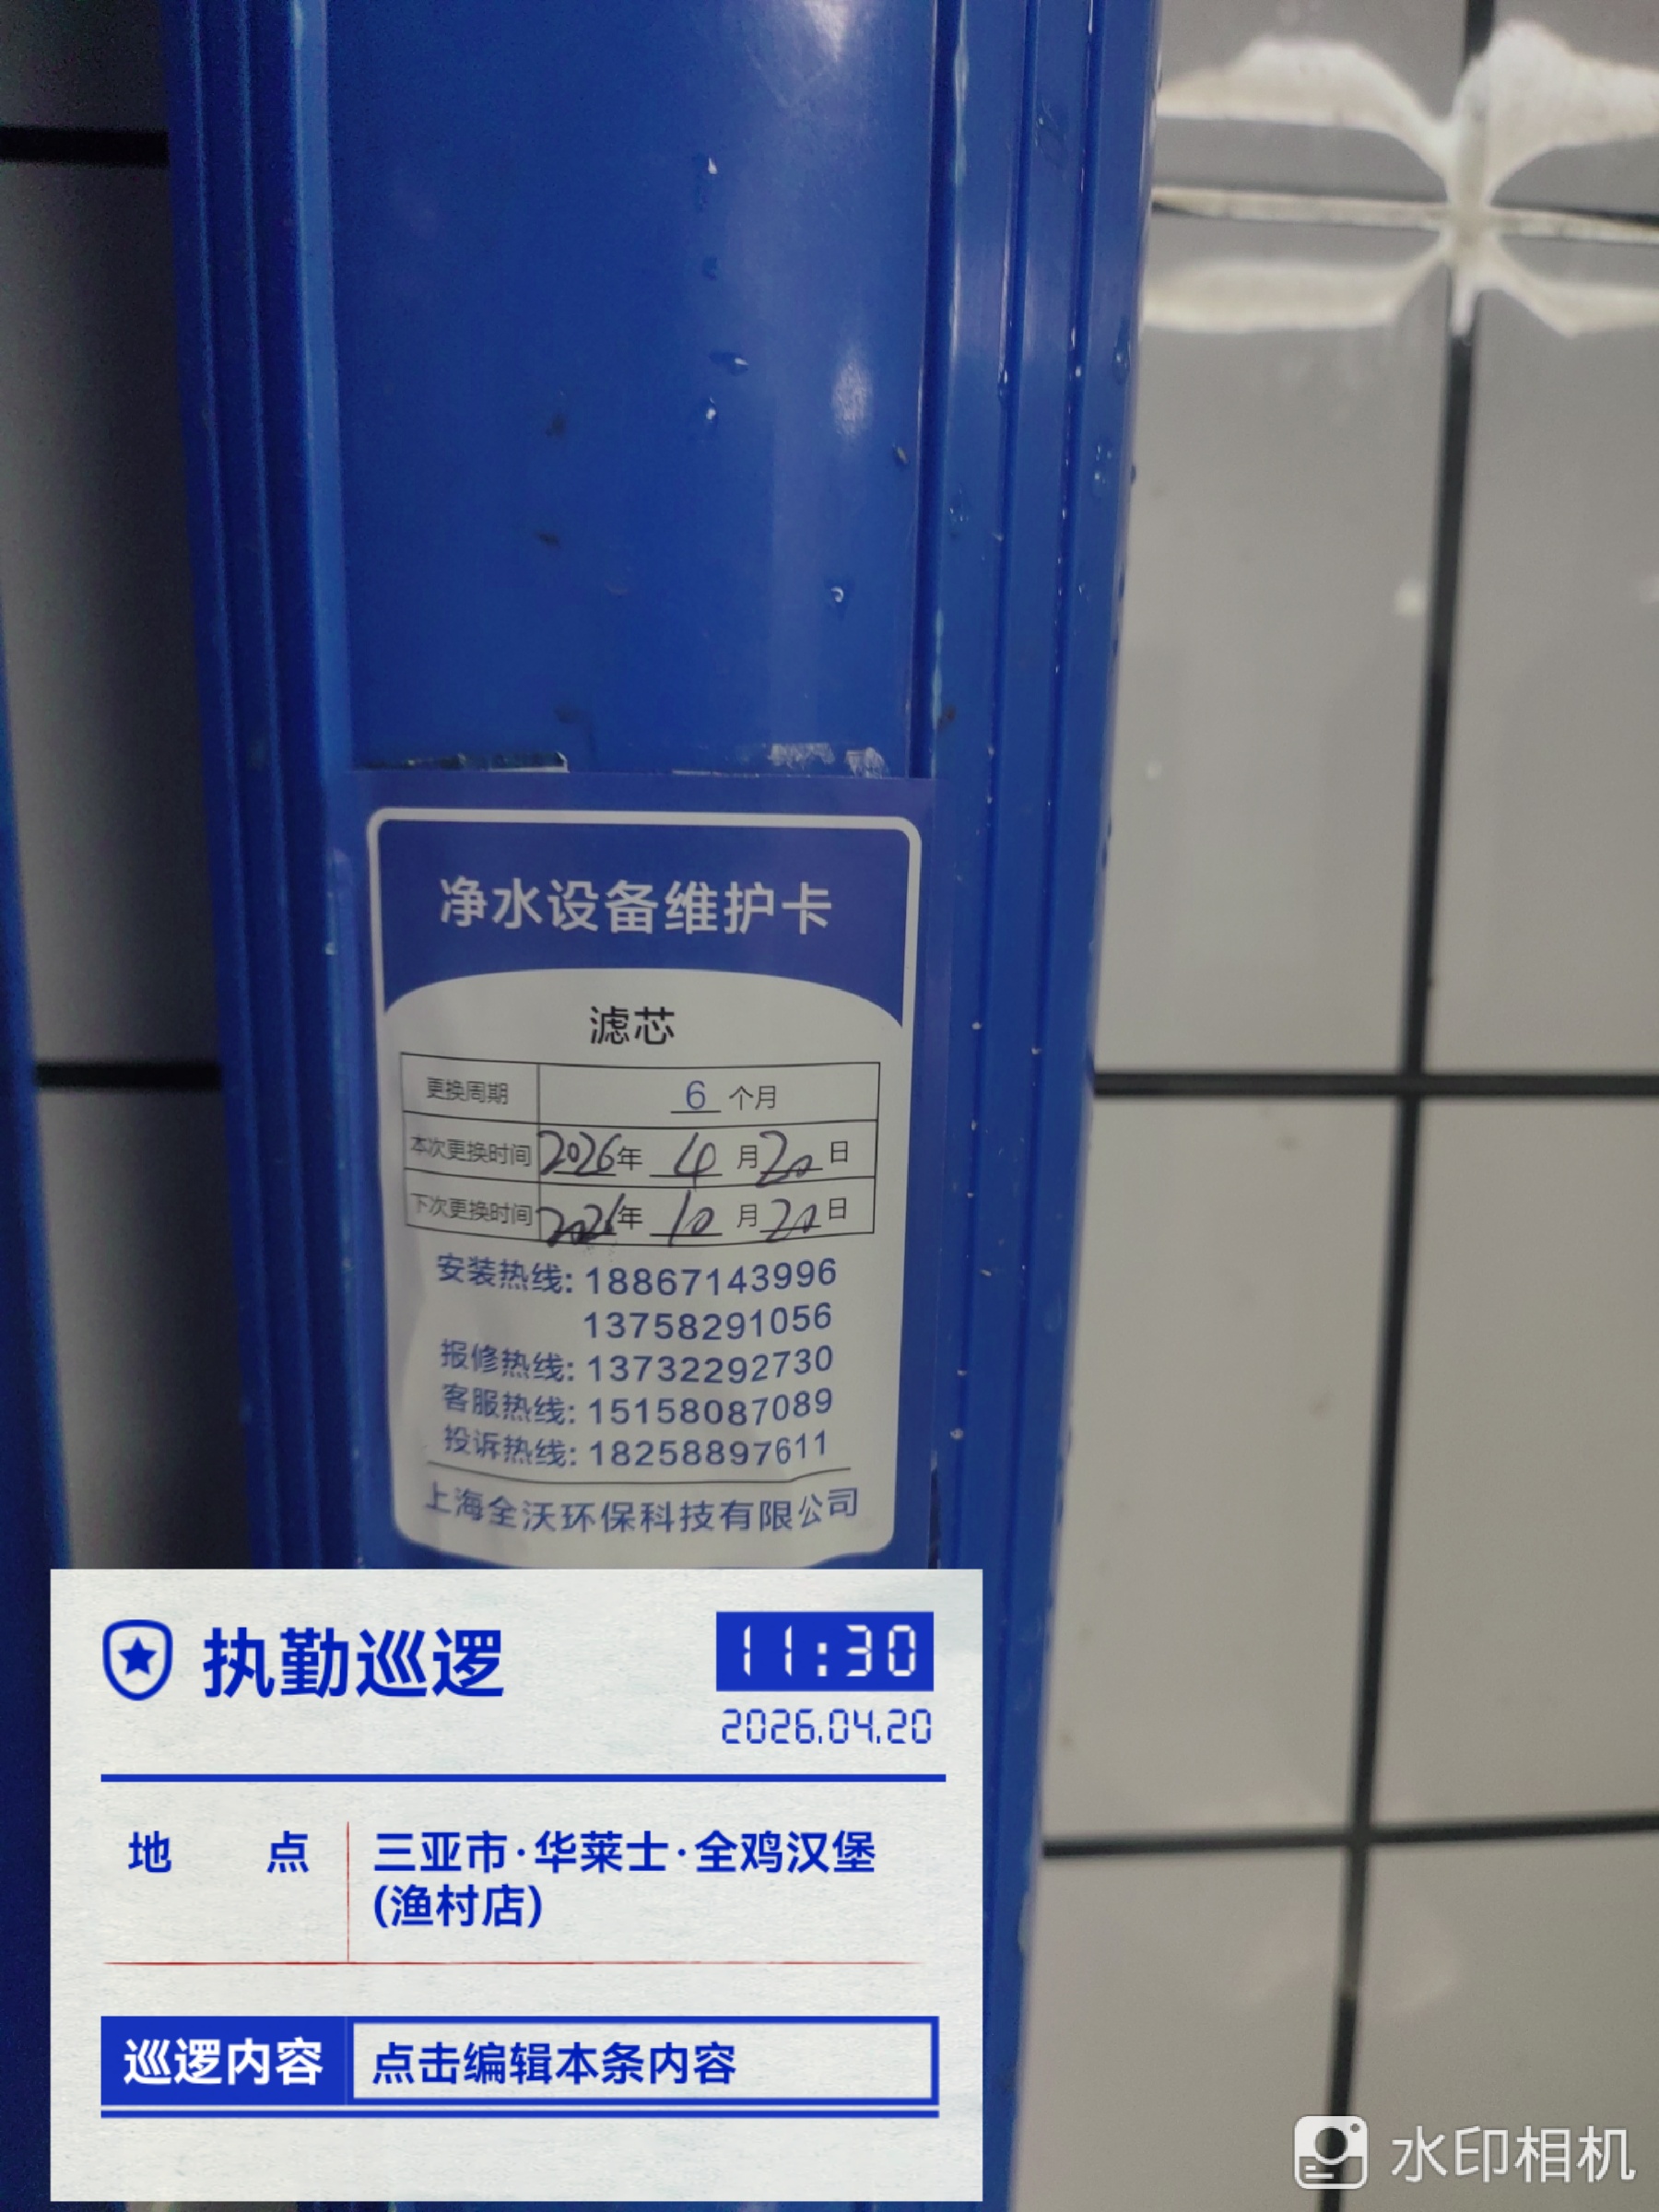 净水设备维护卡
滤芯
更换周期 6 个月
本次更换时间 2026年 4 月 20 日
下次更换时间 2026年 10 月 20 日
安装热线: 18867143996
13758291056
报修热线: 13732292730
客服热线: 15158087089
投诉热线: 18258897611
上海全沃环保科技有限公司
执勤巡逻 11:30
2026.04.20
地 点 三亚市·华莱士·全鸡汉堡
(渔村店)
巡逻内容 点击编辑本条内容
水印相机